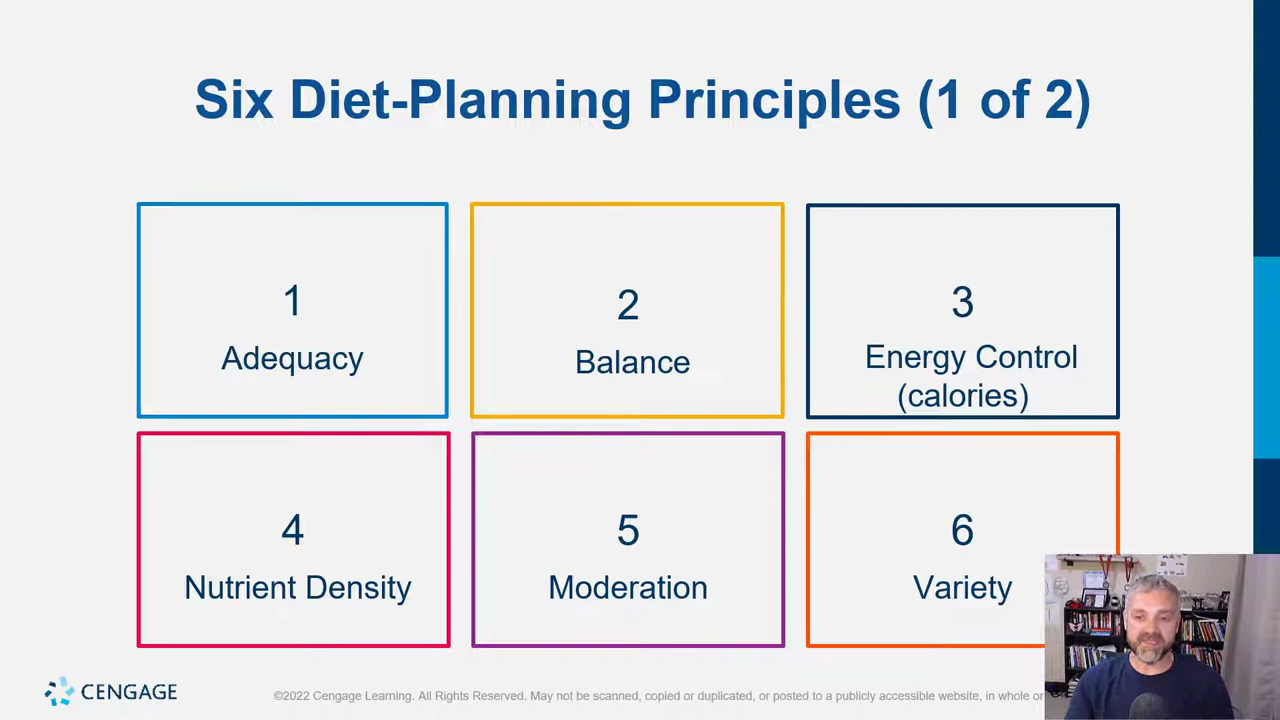 Six Diet-Planning Principles (1 of 2)
1
Adequacy
2
Balance
3
Energy Control
(calories)
4
Nutrient Density
5
Moderation
6
Variety
CENGAGE
©2022 Cengage Learning. All Rights Reserved. May not be scanned, copied or duplicated, or posted to a publicly accessible website, in whole or